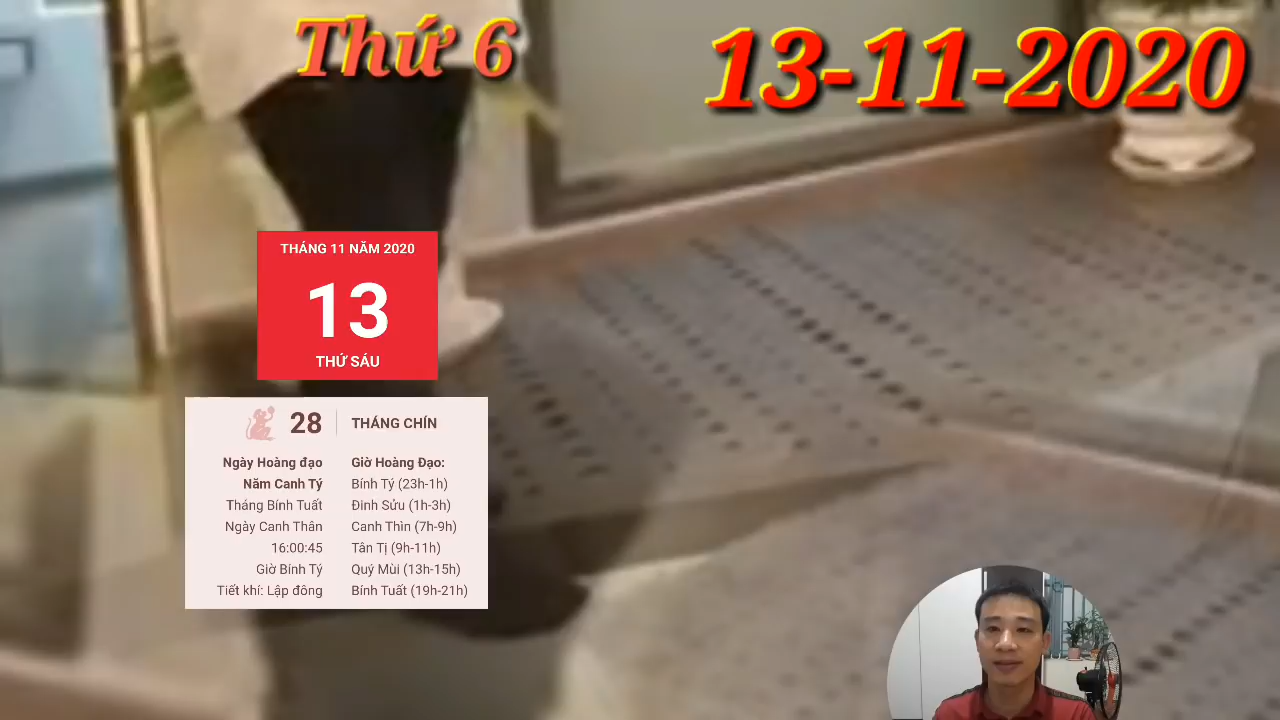 Thứ 6
13-11-2020
THÁNG 11 NĂM 2020
13
THỨ SÁU
28
THÁNG CHÍN
Ngày Hoàng đạo
Năm Canh Tý
Tháng Bính Tuất
Ngày Canh Thân
16:00:45
Giờ Bính Tý
Tiết khí: Lập đông
Giờ Hoàng Đạo:
Bính Tý (23h-1h)
Đinh Sửu (1h-3h)
Canh Thìn (7h-9h)
Tân Tị (9h-11h)
Quý Mùi (13h-15h)
Bính Tuất (19h-21h)